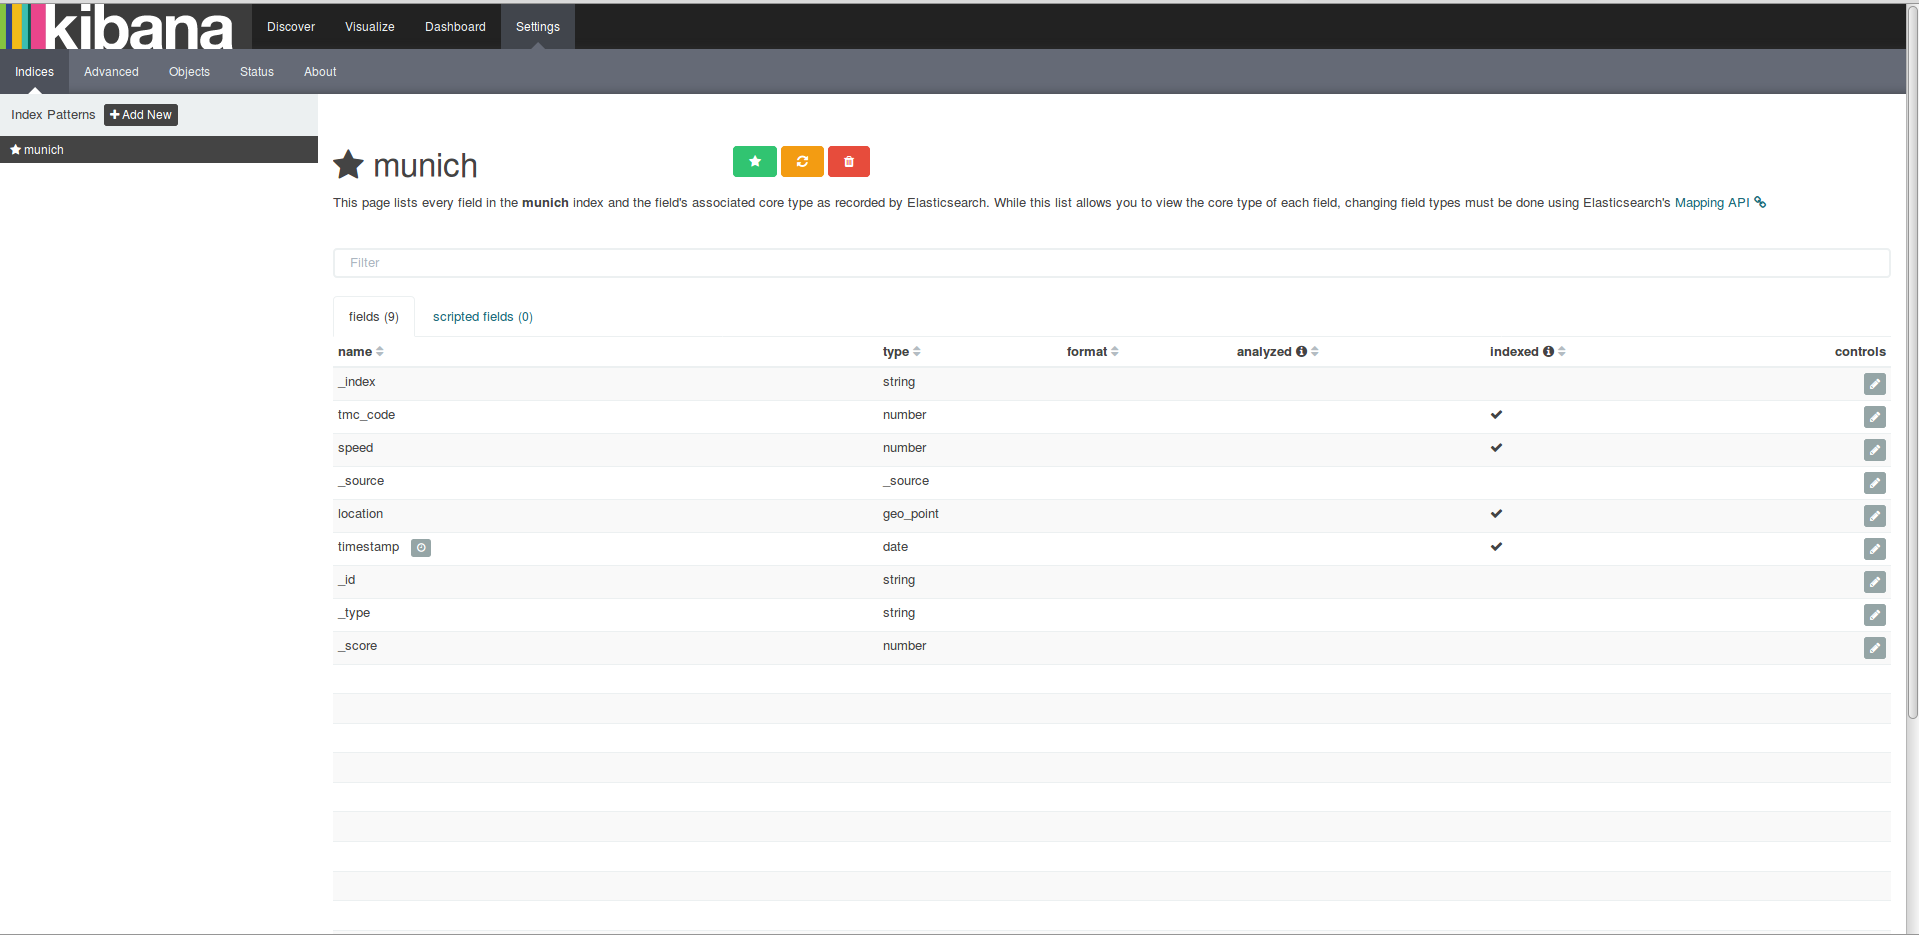 kibana Discover Visualize Dashboard Settings
Indices Advanced Objects Status About
Index Patterns Add New
munich
munich
This page lists every field in the munich index and the field's associated core type as recorded by Elasticsearch. While this list allows you to view the core type of each field, changing field types must be done using Elasticsearch's Mapping API
Filter
fields (9) scripted fields (0)
name type format analyzed indexed controls
_index string
tmc_code number
speed number
_source _source
location geo_point
timestamp date
_id string
_type string
_score number